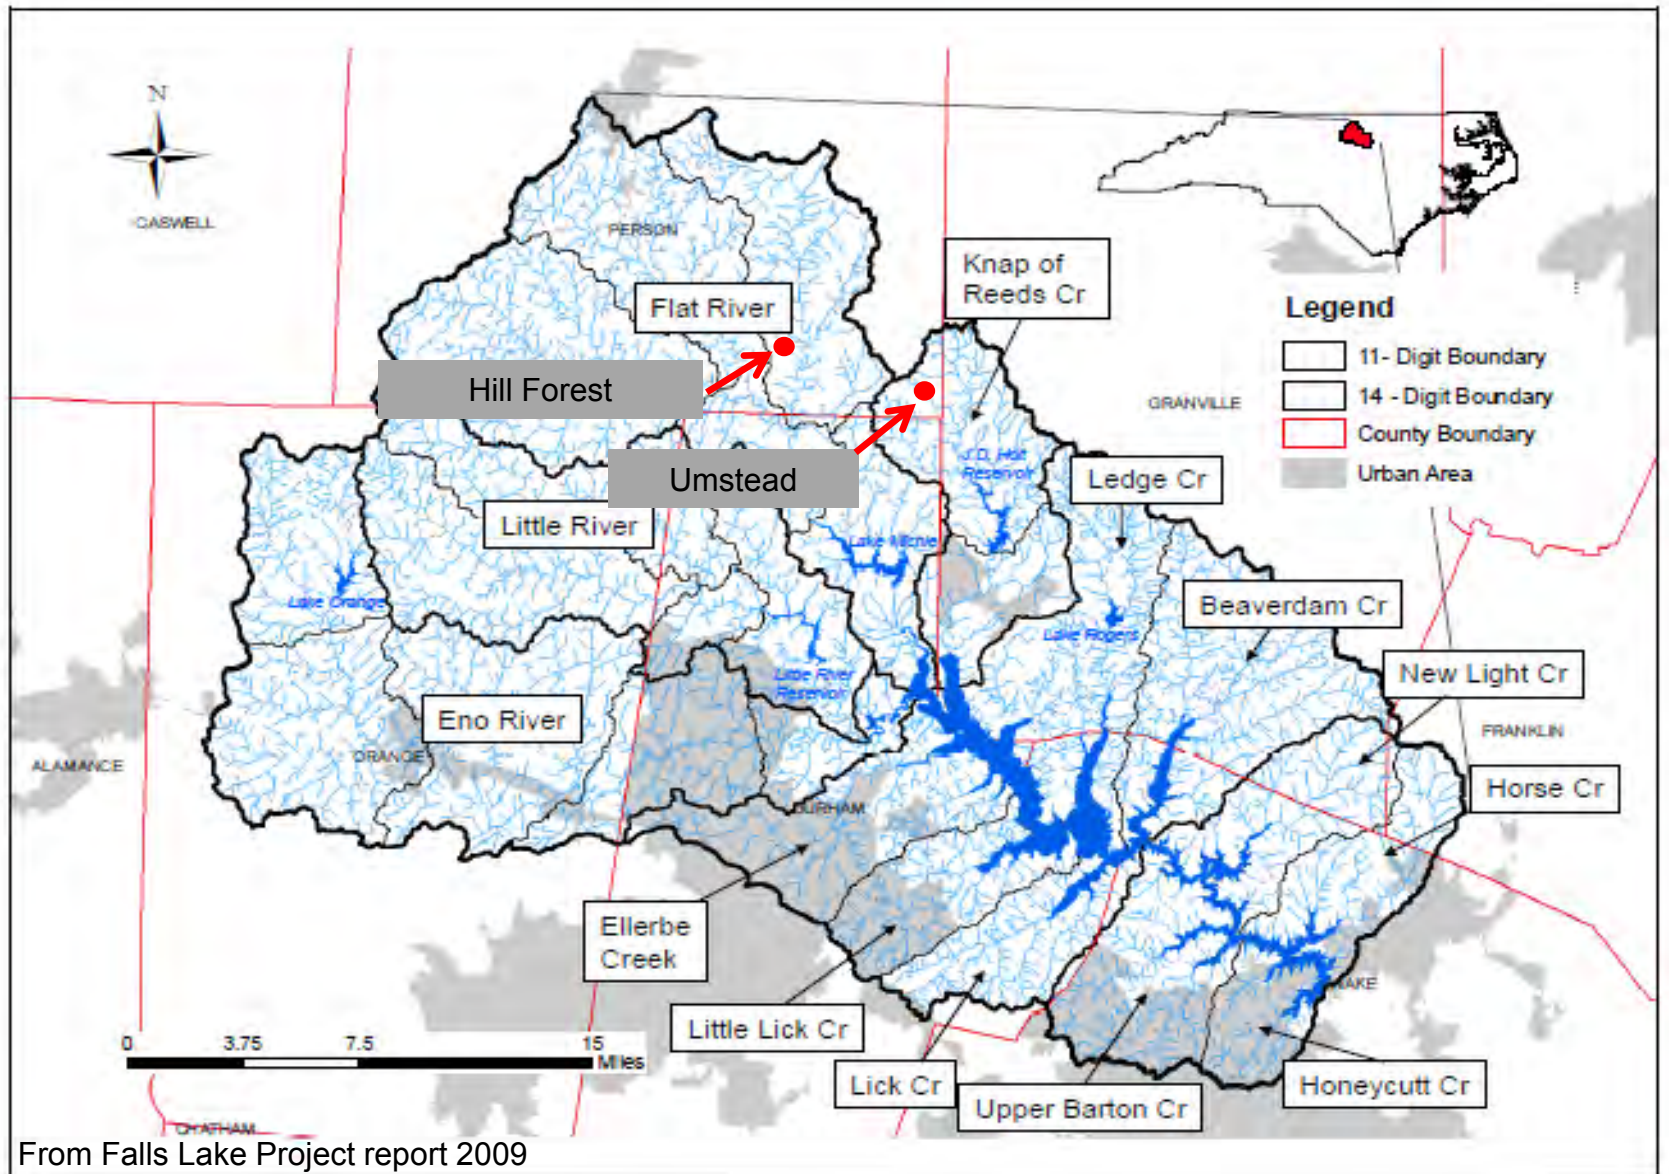 N
CASWELL
PERSON
Knap of
Reeds Cr
Flat River
Legend
11- Digit Boundary
14 - Digit Boundary
County Boundary
Urban Area
Hill Forest
GRANVILLE
Umstead
J.D. Holt
Reservoir
Ledge Cr
Little River
Lake Michie
Lake Orange
Beaverdam Cr
Lake Rogers
New Light Cr
Little River
Reservoir
Eno River
FRANKLIN
ORANGE
ALAMANCE
Horse Cr
DURHAM
Ellerbe
Creek
WAKE
Little Lick Cr
0 3.75 7.5 15
Miles
Lick Cr
Upper Barton Cr
Honeycutt Cr
CHATHAM
From Falls Lake Project report 2009